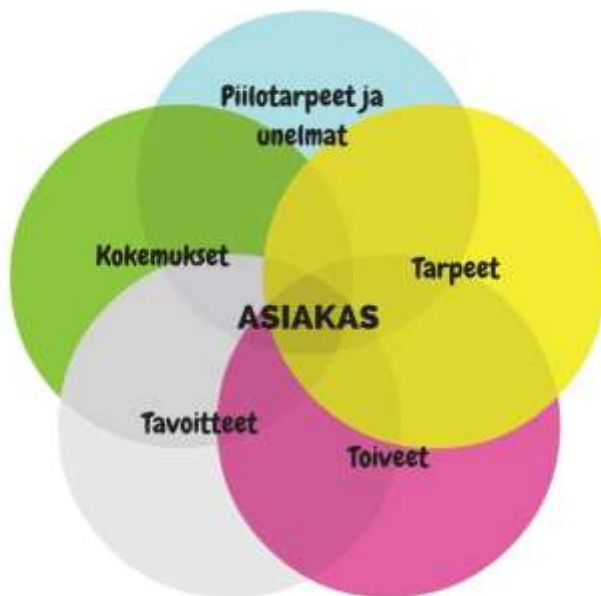 Piilotarpeet ja
unelmat
Kokemukset
Tarpeet
ASIAKAS
Tavoitteet
Toiveet